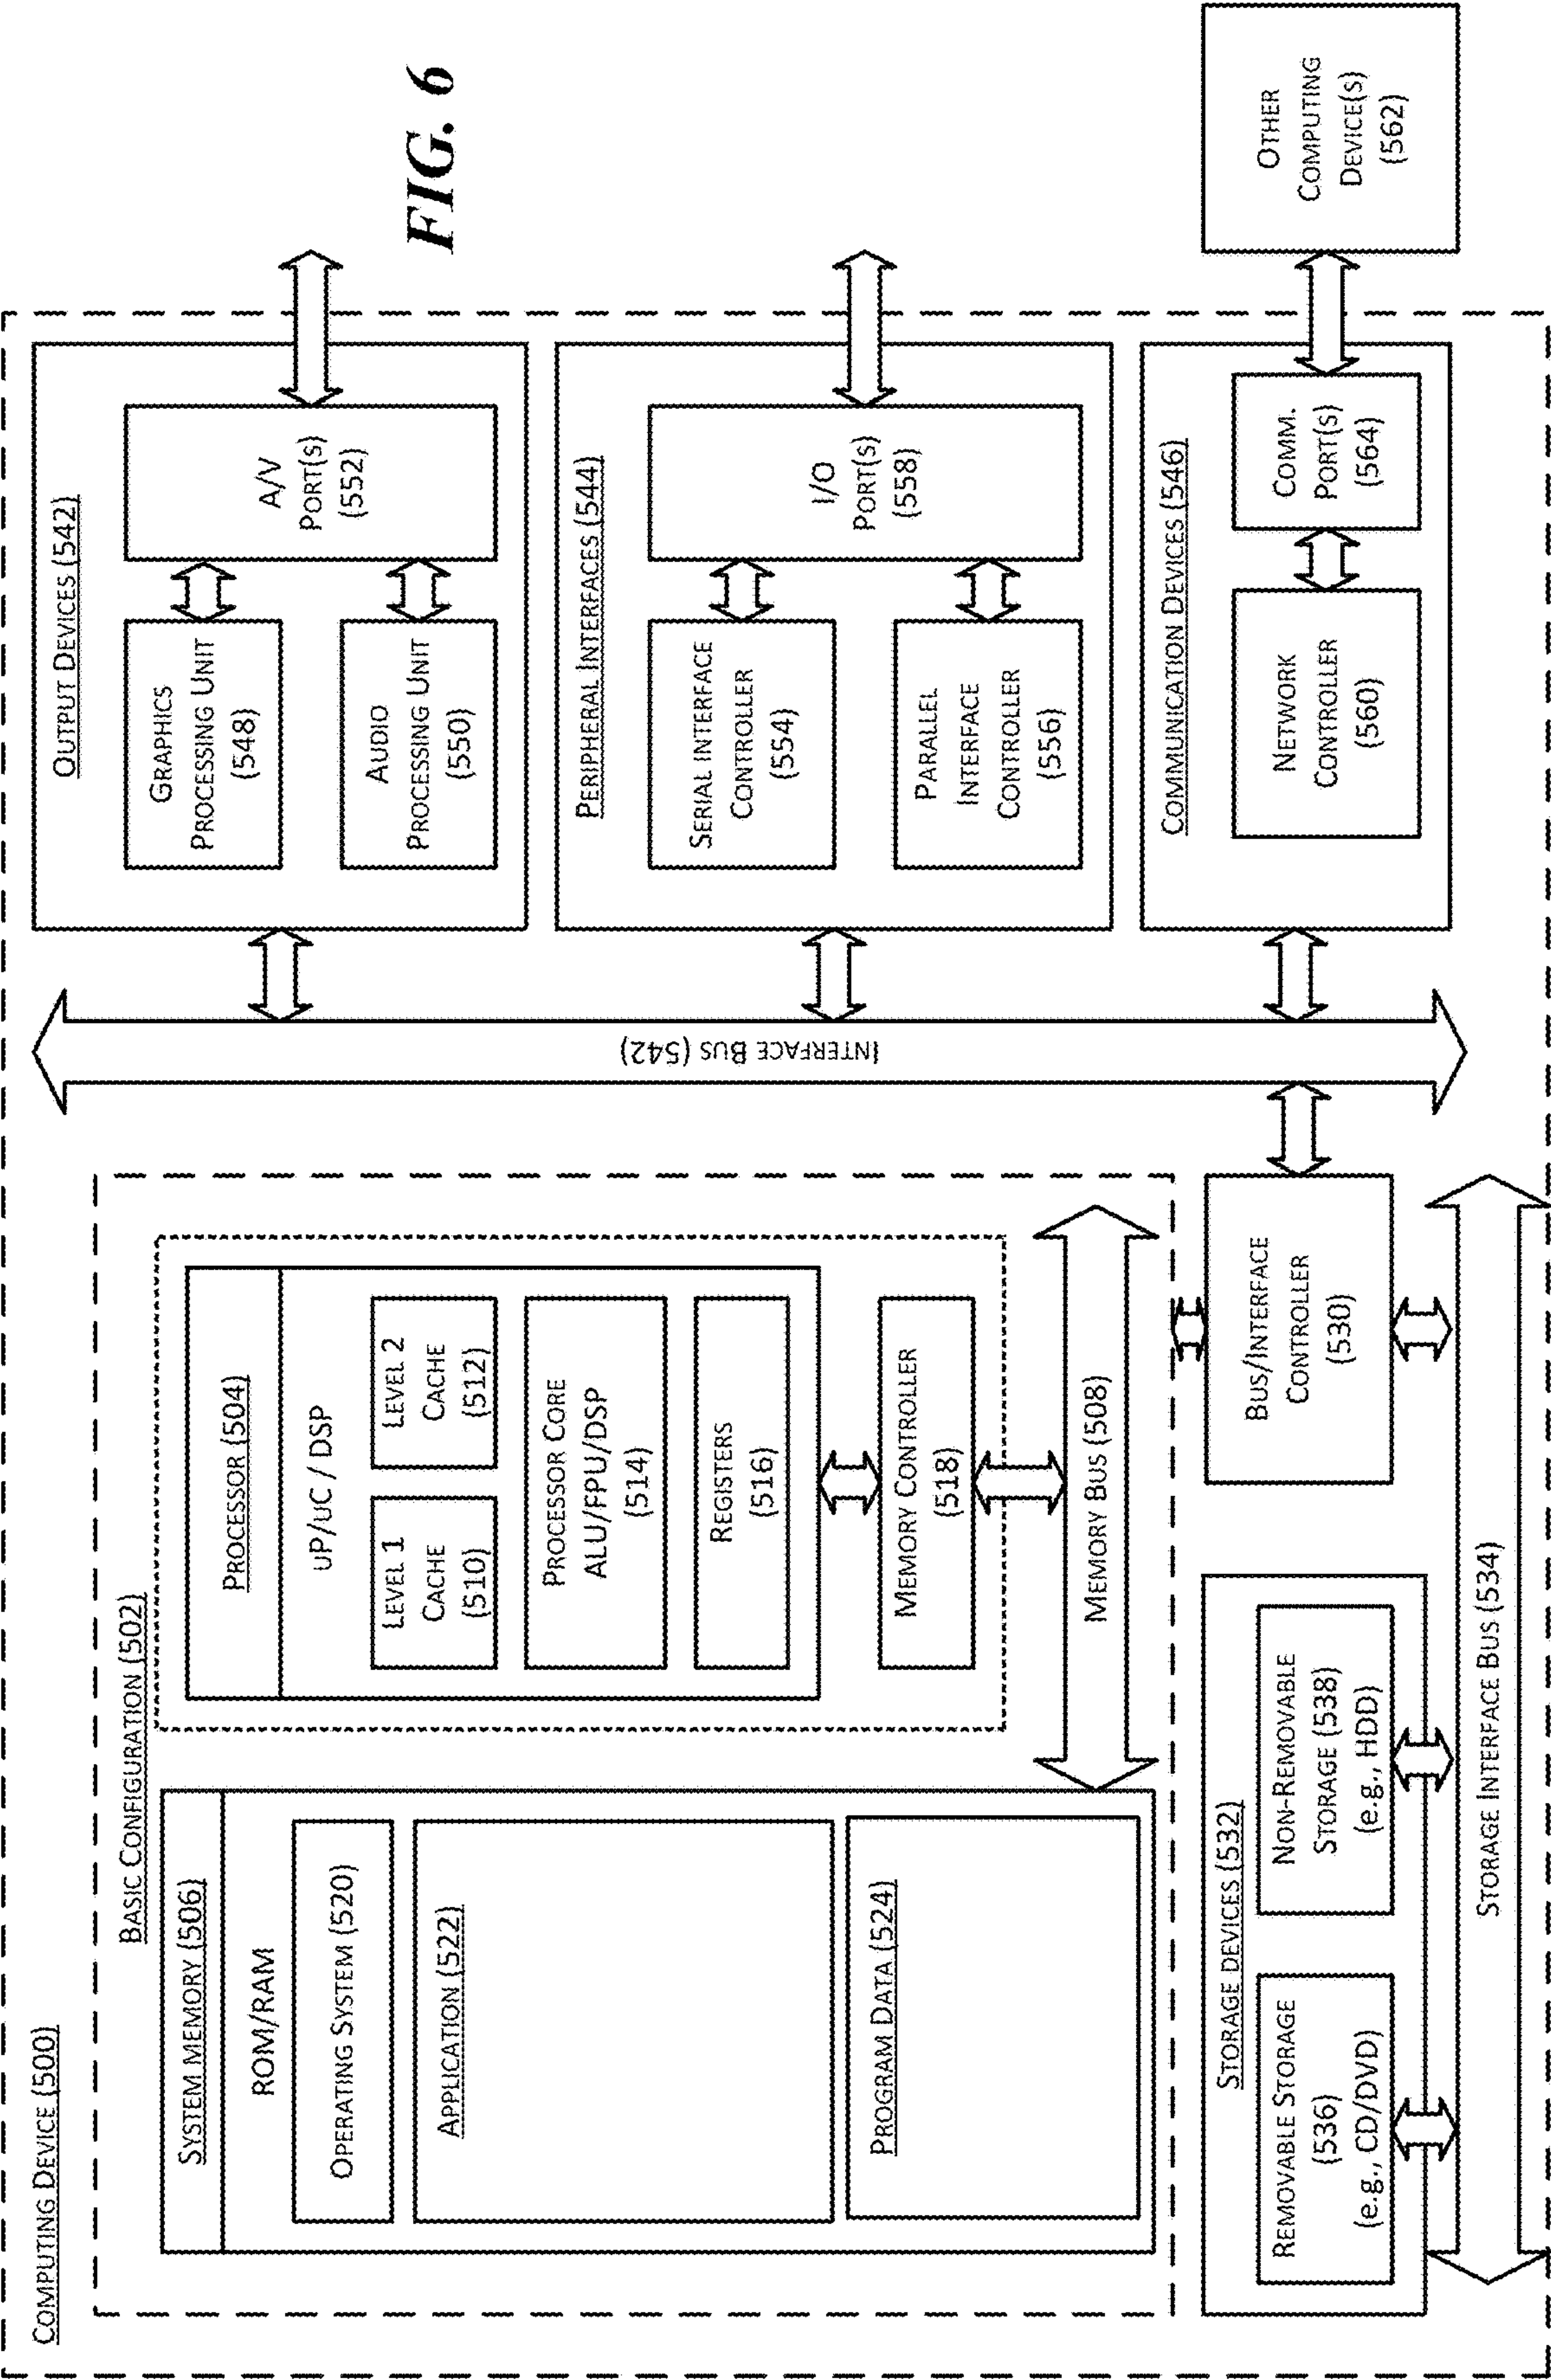 COMPUTING DEVICE (500)
BASIC CONFIGURATION (502)
SYSTEM MEMORY (506)
ROM/RAM
OPERATING SYSTEM (520)
APPLICATION (522)
PROGRAM DATA (524)
PROCESSOR (504)
uP/uC / DSP
LEVEL 1
CACHE
(510)
LEVEL 2
CACHE
(512)
PROCESSOR CORE
ALU/FPU/DSP
(514)
REGISTERS
(516)
MEMORY CONTROLLER
(518)
MEMORY BUS (508)
STORAGE DEVICES (532)
REMOVABLE STORAGE
(536)
(e.g., CD/DVD)
NON-REMOVABLE
STORAGE (538)
(e.g., HDD)
STORAGE INTERFACE BUS (534)
BUS/INTERFACE
CONTROLLER
(530)
INTERFACE BUS (542)
OUTPUT DEVICES (542)
GRAPHICS
PROCESSING UNIT
(548)
AUDIO
PROCESSING UNIT
(550)
A/V
PORT(S)
(552)
PERIPHERAL INTERFACES (544)
SERIAL INTERFACE
CONTROLLER
(554)
PARALLEL
INTERFACE
CONTROLLER
(556)
I/O
PORT(S)
(558)
COMMUNICATION DEVICES (546)
NETWORK
CONTROLLER
(560)
COMM.
PORT(S)
(564)
OTHER
COMPUTING
DEVICE(S)
(562)
FIG. 6